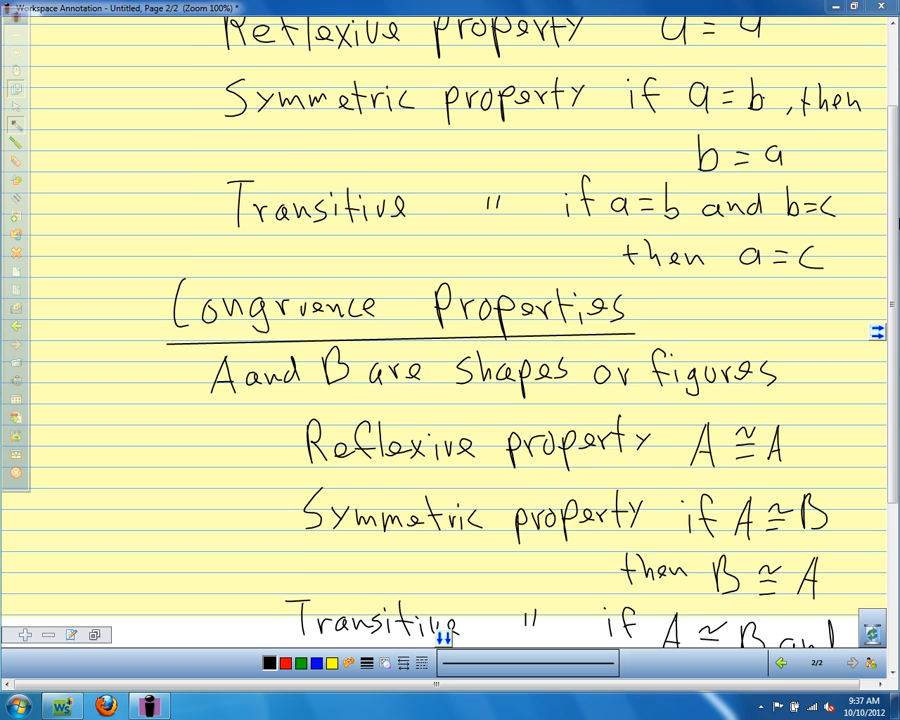 Workspace Annotation - Untitled, Page 2/2 (Zoom 100%) *
Reflexive property a = a
Symmetric property if a = b, then
b = a
Transitive " if a = b and b = c
then a = c
Congruence Properties
A and B are shapes or figures
Reflexive property A ≅ A
Symmetric property if A ≅ B
then B ≅ A
Transitive " if A ≅ B and
2/2
9:37 AM
10/10/2012